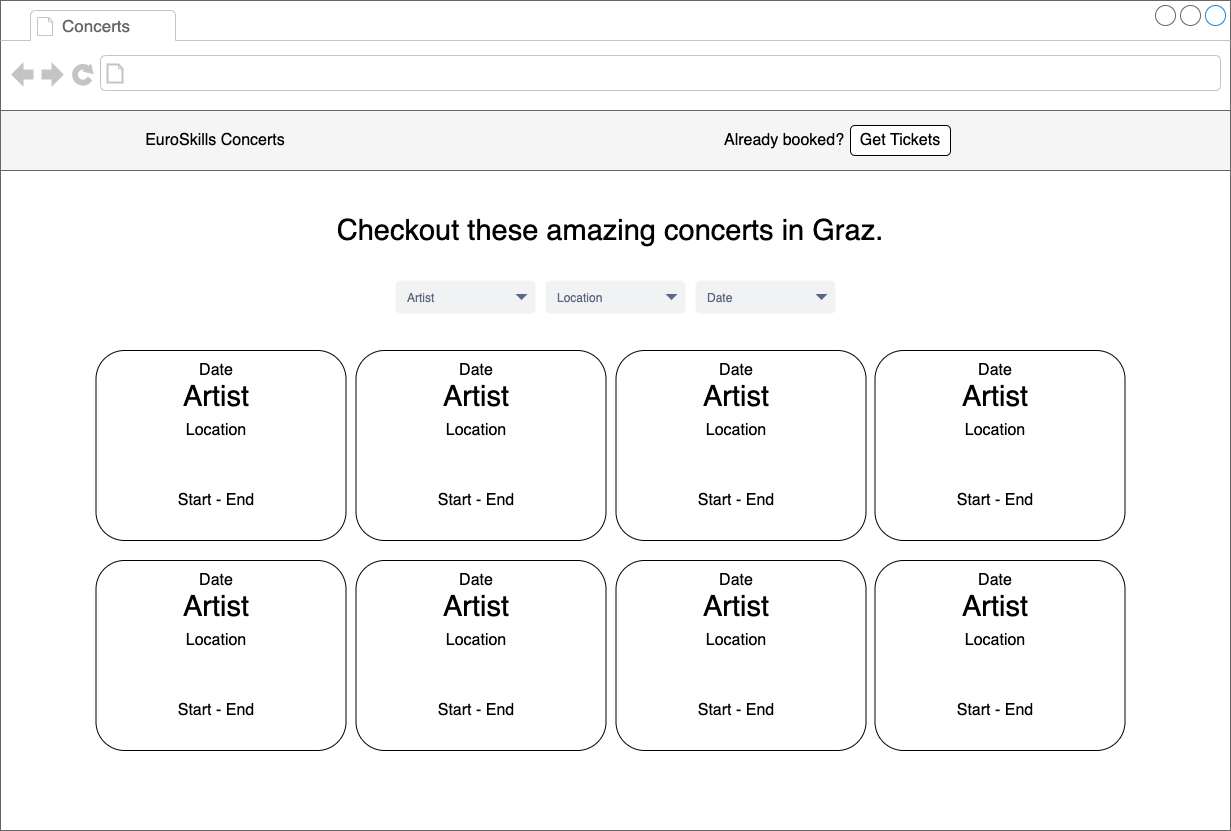 Concerts
EuroSkills Concerts
Already booked? Get Tickets
Checkout these amazing concerts in Graz.
Artist Location Date
Date Date Date Date
Artist Artist Artist Artist
Location Location Location Location
Start - End Start - End Start - End Start - End
Date Date Date Date
Artist Artist Artist Artist
Location Location Location Location
Start - End Start - End Start - End Start - End